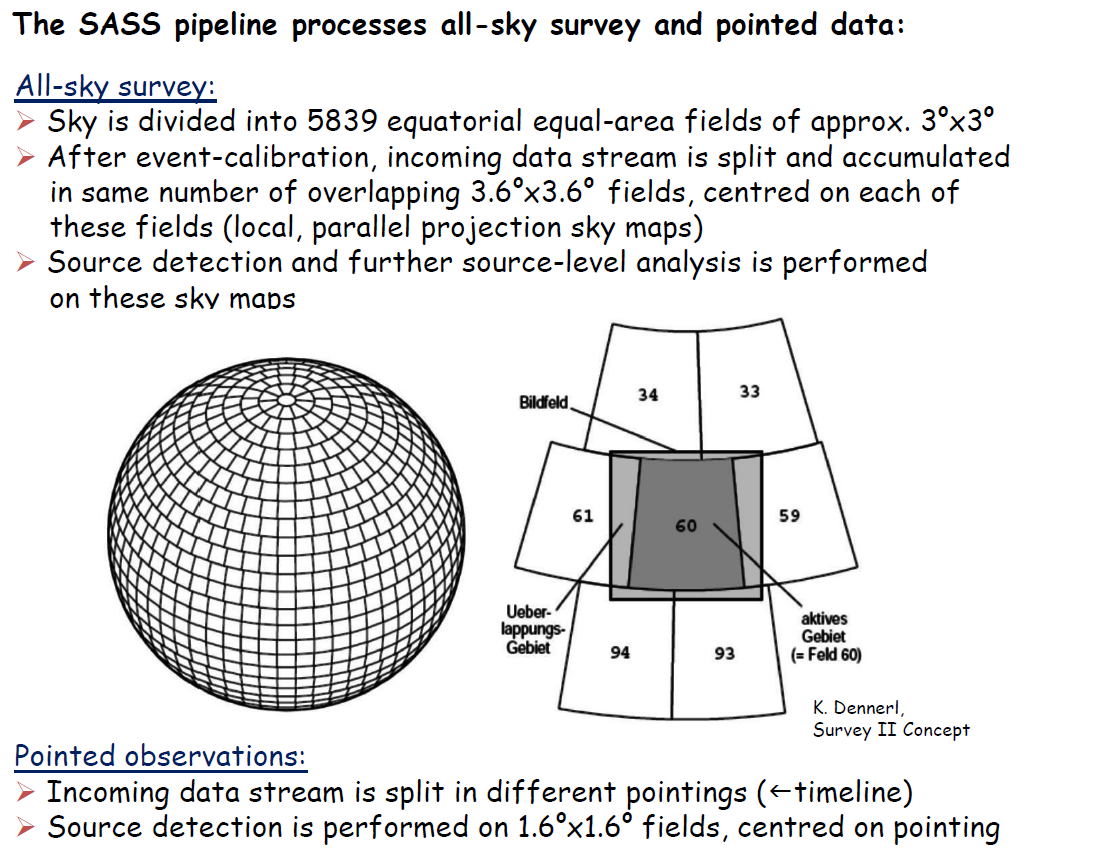 The SASS pipeline processes all-sky survey and pointed data:
All-sky survey:
➢ Sky is divided into 5839 equatorial equal-area fields of approx. 3°x3°
➢ After event-calibration, incoming data stream is split and accumulated
in same number of overlapping 3.6°x3.6° fields, centred on each of
these fields (local, parallel projection sky maps)
➢ Source detection and further source-level analysis is performed
on these sky maps
34
33
Bildfeld
61
60
59
Ueber-
lappungs-
Gebiet
aktives
Gebiet
(= Feld 60)
94
93
K. Dennerl,
Survey II Concept
Pointed observations:
➢ Incoming data stream is split in different pointings (←timeline)
➢ Source detection is performed on 1.6°x1.6° fields, centred on pointing